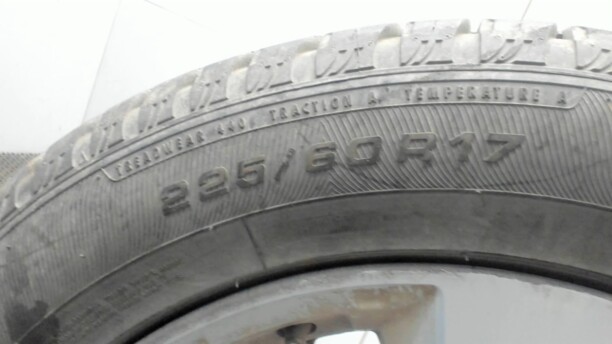 TREADWEAR 440 TRACTION A TEMPERATURE A
225/60R17